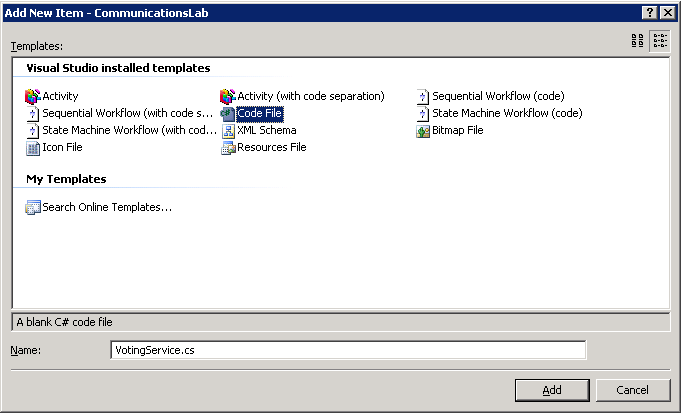 Add New Item - CommunicationsLab
Templates:
Visual Studio installed templates
Activity
Activity (with code separation)
Sequential Workflow (code)
Sequential Workflow (with code s...
Code File
State Machine Workflow (code)
State Machine Workflow (with cod...
XML Schema
Bitmap File
Icon File
Resources File
My Templates
Search Online Templates...
A blank C# code file
Name:
VotingService.cs
Add
Cancel